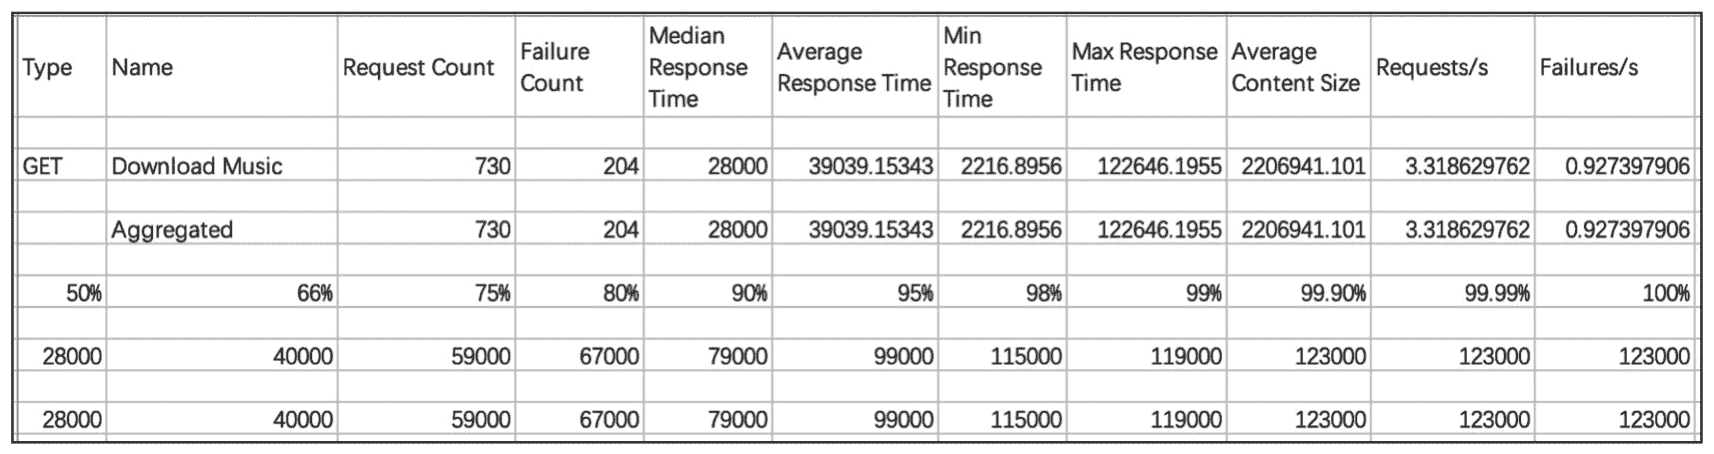 Type Name Request Count Failure Count Median Response Time Average Response Time Min Response Time Max Response Time Average Content Size Requests/s Failures/s
GET Download Music 730 204 28000 39039.15343 2216.8956 122646.1955 2206941.101 3.318629762 0.927397906
Aggregated 730 204 28000 39039.15343 2216.8956 122646.1955 2206941.101 3.318629762 0.927397906
50% 66% 75% 80% 90% 95% 98% 99% 99.90% 99.99% 100%
28000 40000 59000 67000 79000 99000 115000 119000 123000 123000 123000
28000 40000 59000 67000 79000 99000 115000 119000 123000 123000 123000